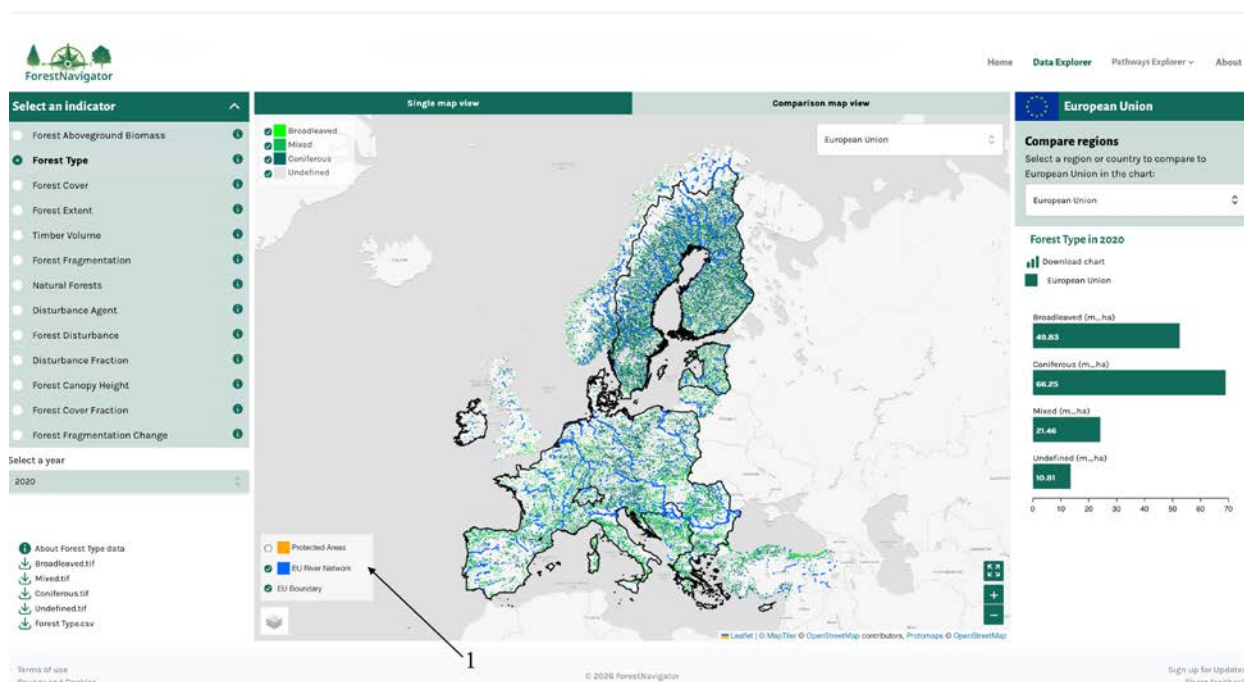 ForestNavigator
Home Data Explorer Pathways Explorer About
Select an indicator
Forest Aboveground Biomass
Forest Type
Forest Cover
Forest Extent
Timber Volume
Forest Fragmentation
Natural Forests
Disturbance Agent
Forest Disturbance
Disturbance Fraction
Forest Canopy Height
Forest Cover Fraction
Forest Fragmentation Change
Select a year
2020
About Forest Type data
Broadleaved.tif
Mixed.tif
Coniferous.tif
Undefined.tif
Forest Type.csv
Single map view
Comparison map view
Broadleaved
Mixed
Coniferous
Undefined
European Union
Protected Areas
EU River Network
EU Boundary
1
Leaflet | © MapTiler © OpenStreetMap contributors, Protomaps © OpenStreetMap
European Union
Compare regions
Select a region or country to compare to
European Union in the chart:
European Union
Forest Type in 2020
Download chart
European Union
Broadleaved (m_ha)
49.83
Coniferous (m_ha)
66.25
Mixed (m_ha)
21.46
Undefined (m_ha)
10.81
0 10 20 30 40 50 60 70
Terms of use
© 2026 ForestNavigator
Sign up for Updates